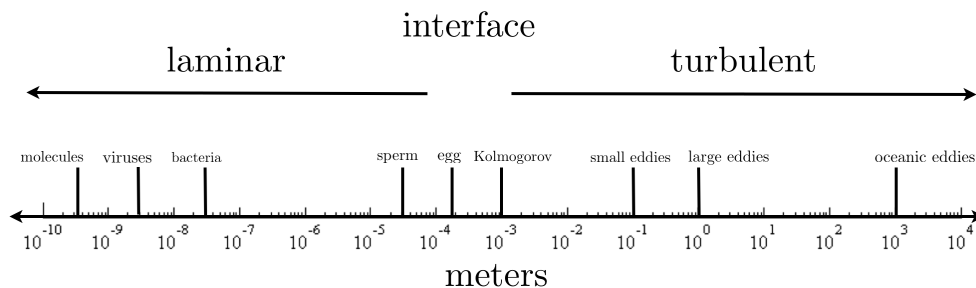 interface
laminar turbulent
molecules viruses bacteria sperm egg Kolmogorov small eddies large eddies oceanic eddies
10^-10 10^-9 10^-8 10^-7 10^-6 10^-5 10^-4 10^-3 10^-2 10^-1 10^0 10^1 10^2 10^3 10^4
meters